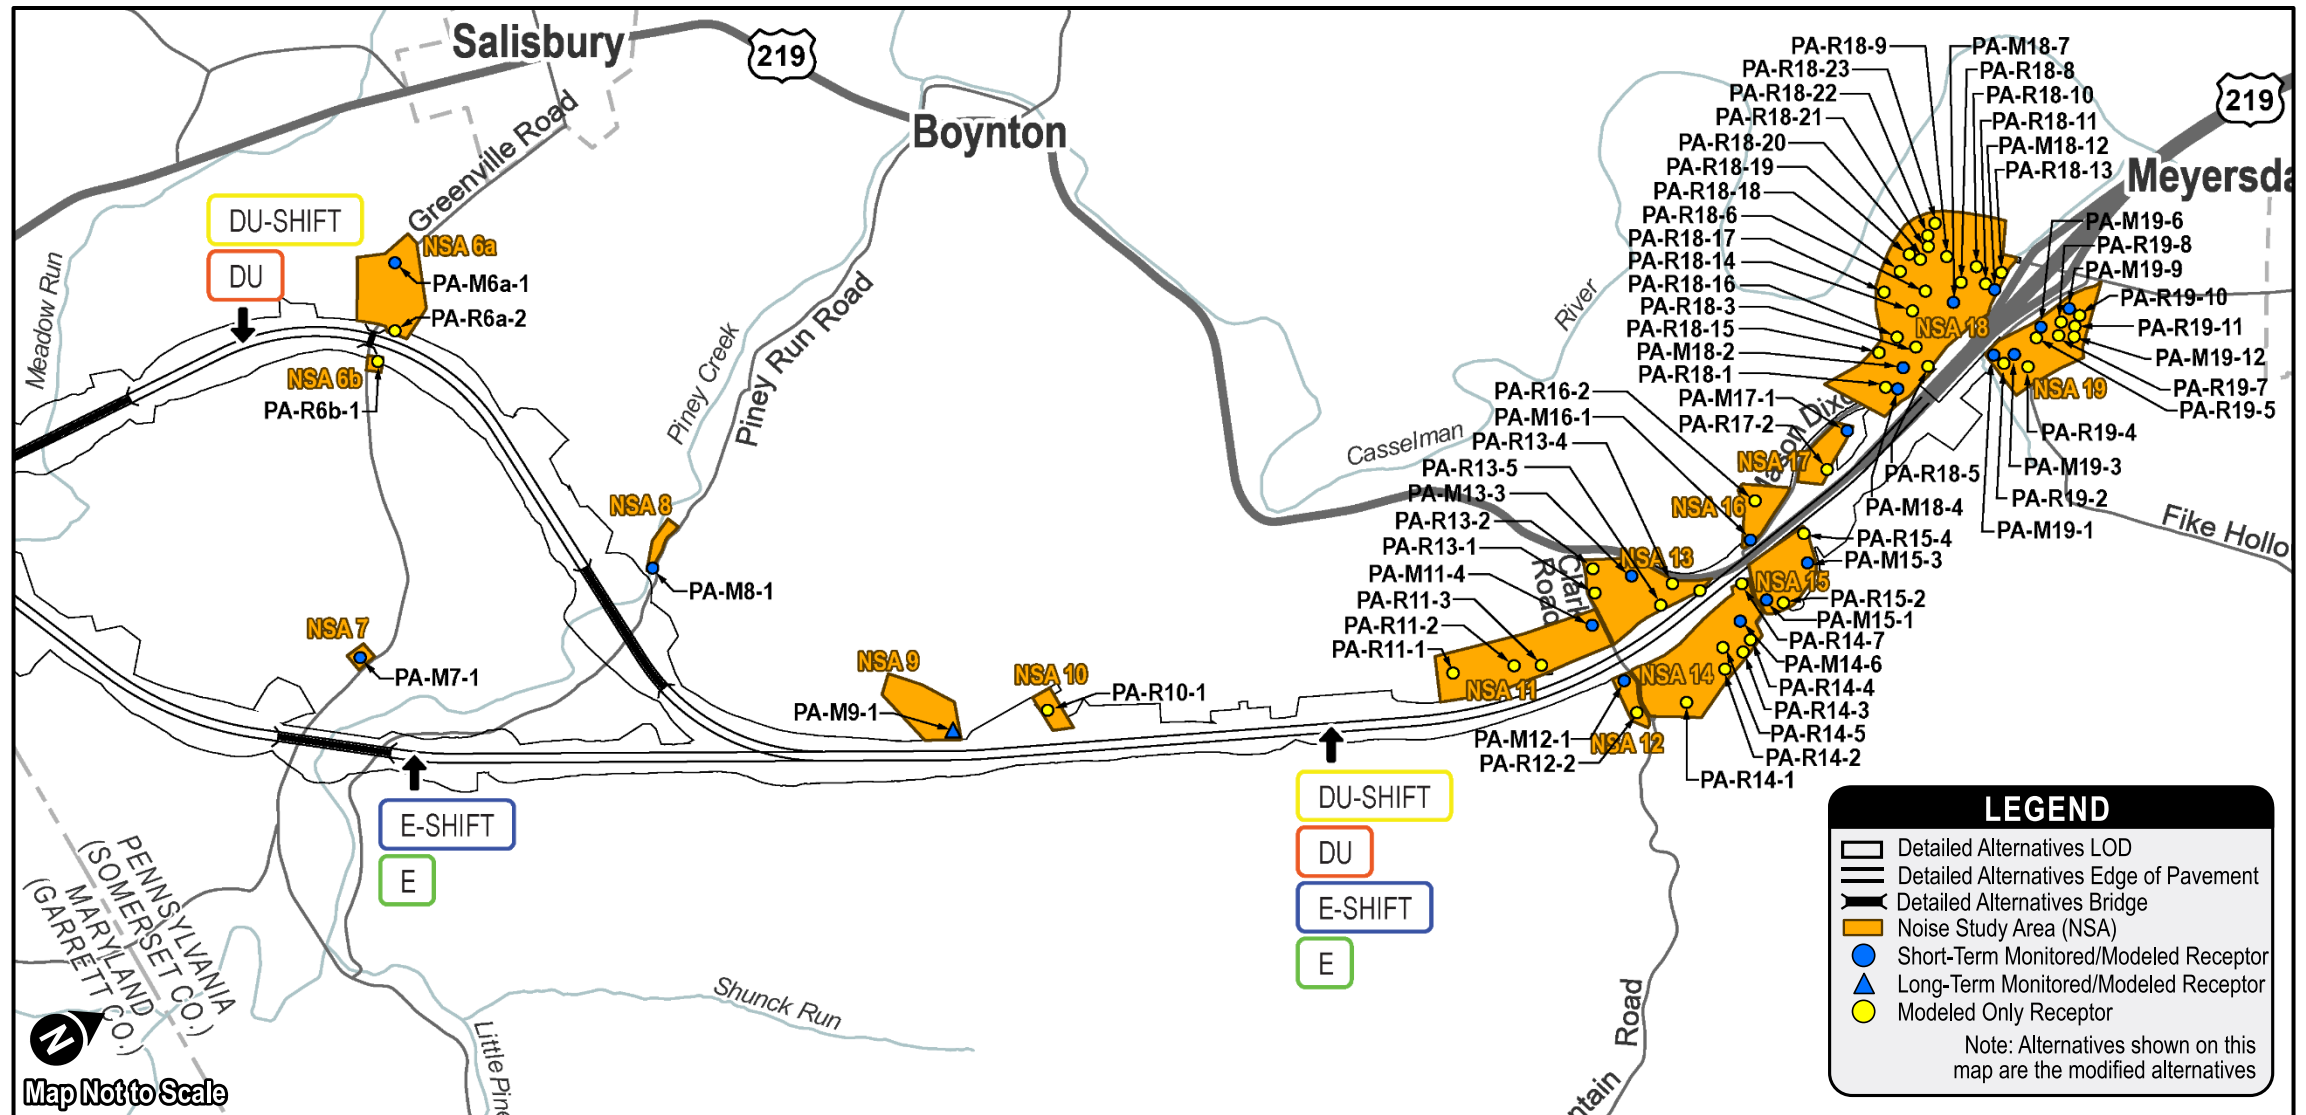 Salisbury
219
Boynton
219
Meyersda
Greenville Road
Meadow Run
DU-SHIFT
DU
NSA 6a
PA-M6a-1
PA-R6a-2
NSA 6b
PA-R6b-1
Piney Creek
Piney Run Road
NSA 8
PA-M8-1
NSA 7
PA-M7-1
NSA 9
PA-M9-1
NSA 10
PA-R10-1
E-SHIFT
E
DU-SHIFT
DU
E-SHIFT
E
Casselman
River
PA-R18-9
PA-R18-23
PA-R18-22
PA-R18-21
PA-R18-20
PA-R18-19
PA-R18-18
PA-R18-6
PA-R18-17
PA-R18-14
PA-R18-16
PA-R18-3
PA-R18-15
PA-M18-2
PA-R18-1
PA-M17-1
PA-R17-2
PA-M18-7
PA-R18-8
PA-R18-10
PA-R18-11
PA-M18-12
PA-R18-13
NSA 18
PA-M19-6
PA-R19-8
PA-M19-9
PA-R19-10
PA-R19-11
PA-M19-12
PA-R19-7
PA-R19-5
NSA 19
PA-R19-4
PA-M19-3
PA-R19-2
PA-M19-1
PA-R18-5
PA-M18-4
Fike Hollo
Mason Dixo
NSA 17
NSA 16
PA-R16-2
PA-M16-1
PA-R13-4
PA-R13-5
PA-M13-3
PA-R13-2
PA-R13-1
PA-M11-4
PA-R11-3
PA-R11-2
PA-R11-1
NSA 13
Clark
Road
NSA 11
NSA 14
NSA 15
PA-R15-4
PA-M15-3
PA-R15-2
PA-M15-1
PA-R14-7
PA-M14-6
PA-R14-4
PA-R14-3
PA-R14-5
PA-R14-2
PA-R14-1
PA-M12-1
NSA 12
PA-R12-2
Road
ntain
Shunck Run
Little Pine
PENNSYLVANIA
(SOMERSET CO.)
MARYLAND
(GARRETT CO.)
N
Map Not to Scale
LEGEND
Detailed Alternatives LOD
Detailed Alternatives Edge of Pavement
Detailed Alternatives Bridge
Noise Study Area (NSA)
Short-Term Monitored/Modeled Receptor
Long-Term Monitored/Modeled Receptor
Modeled Only Receptor
Note: Alternatives shown on this
map are the modified alternatives